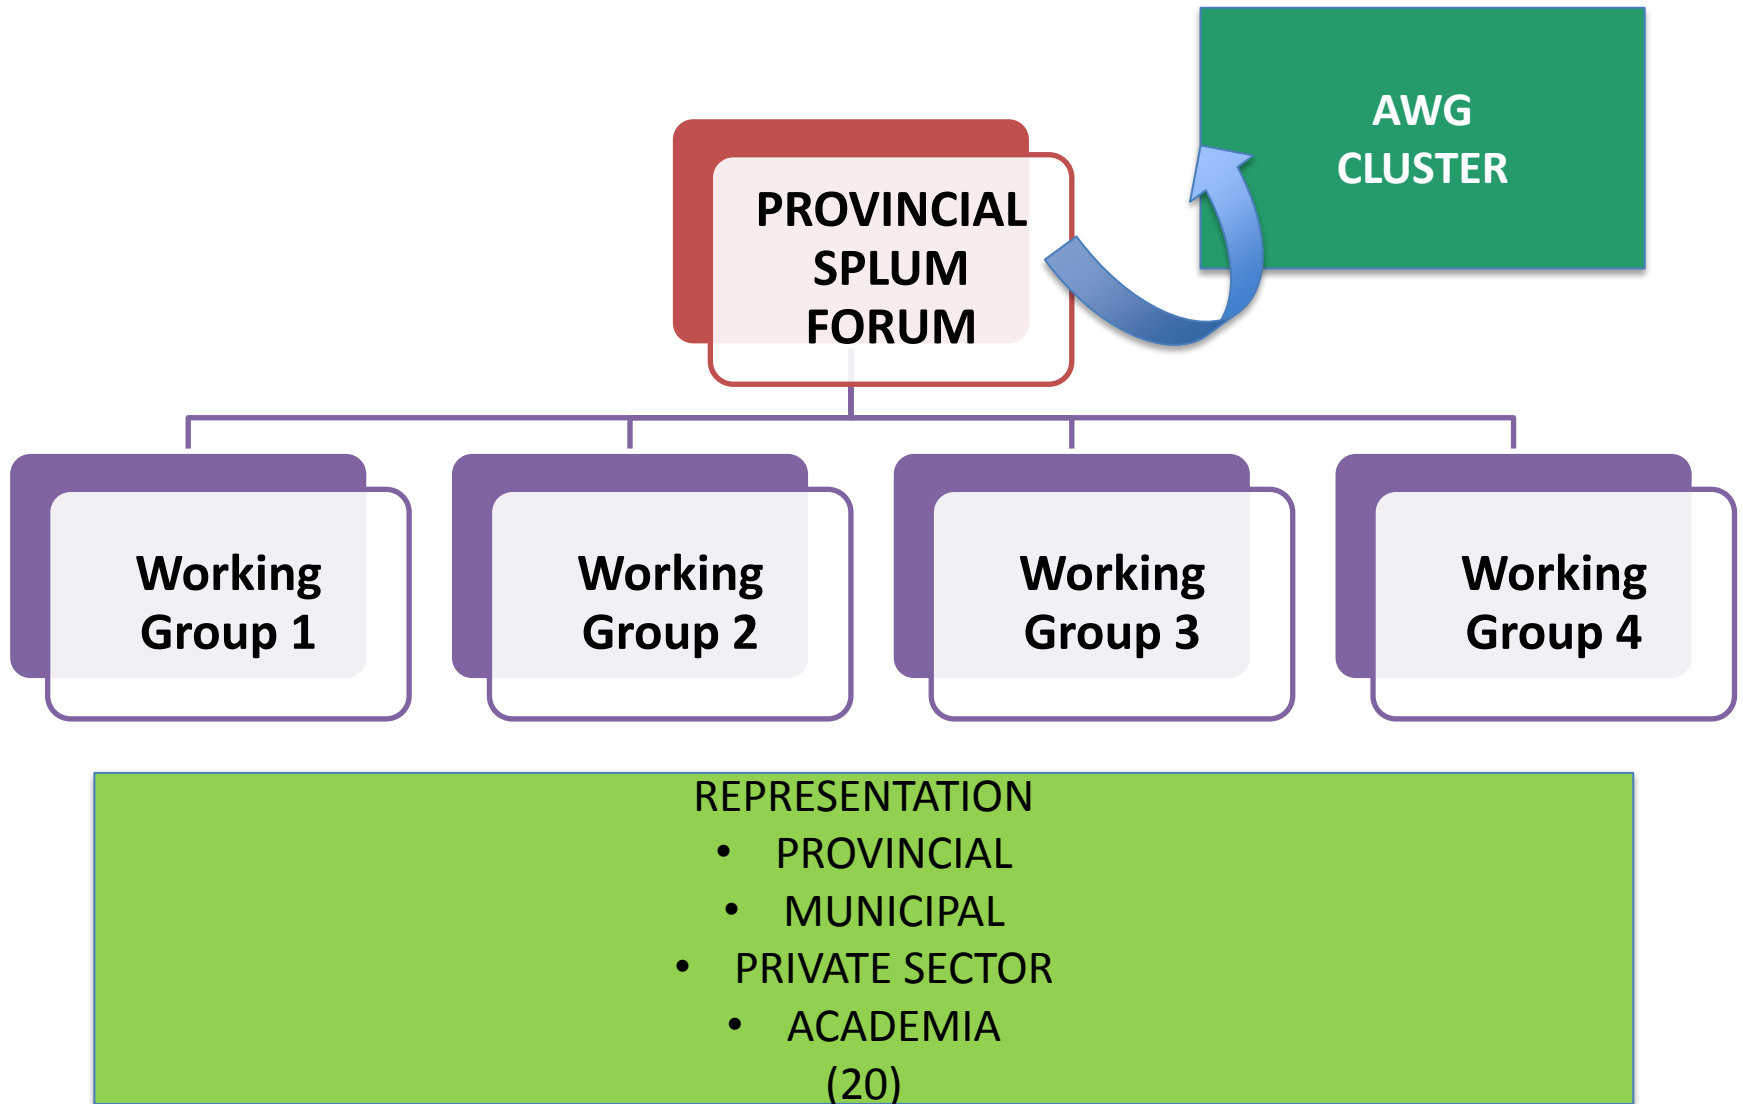 AWG
CLUSTER
PROVINCIAL
SPLUM
FORUM
Working
Group 1
Working
Group 2
Working
Group 3
Working
Group 4
REPRESENTATION
• PROVINCIAL
• MUNICIPAL
• PRIVATE SECTOR
• ACADEMIA
(20)